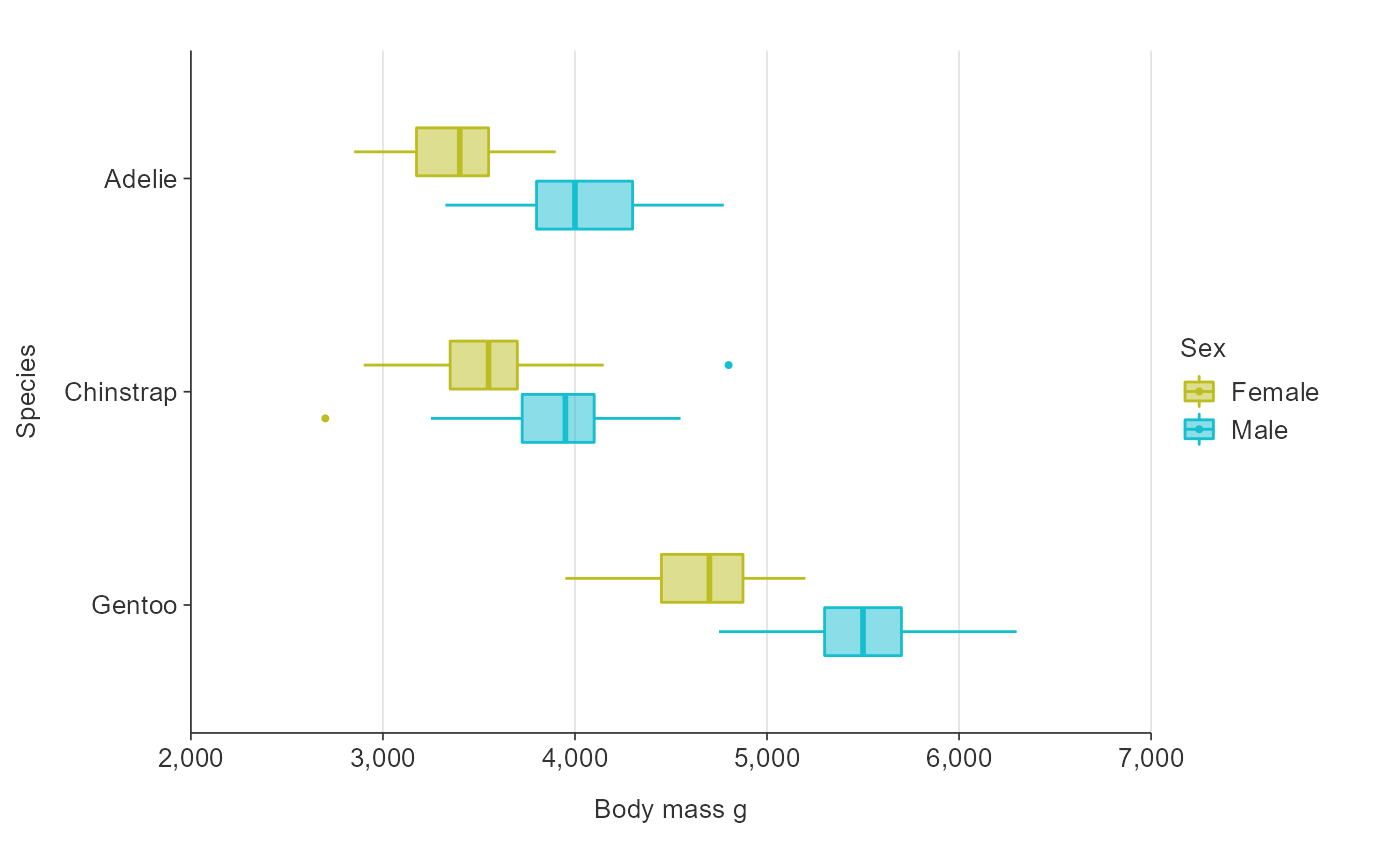 Adelie
Chinstrap
Gentoo
Species
2,000 3,000 4,000 5,000 6,000 7,000
Body mass g
Sex
Female
Male